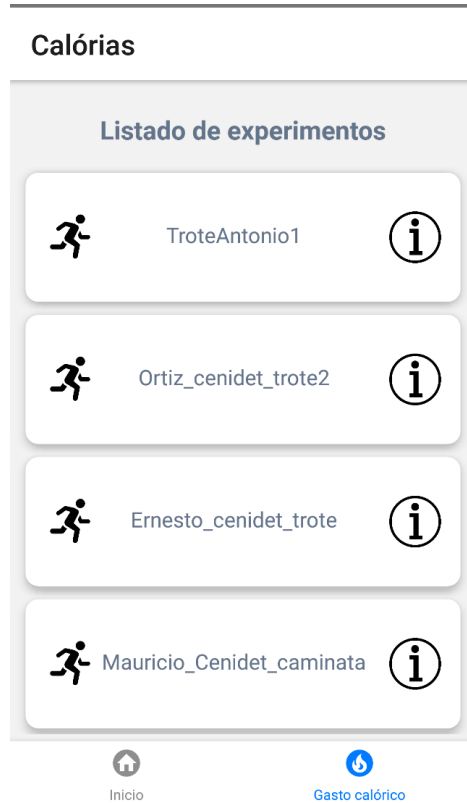 Calórias
Listado de experimentos
TroteAntonio1
Ortiz_cenidet_trote2
Ernesto_cenidet_trote
Mauricio_Cenidet_caminata
Inicio
Gasto calórico